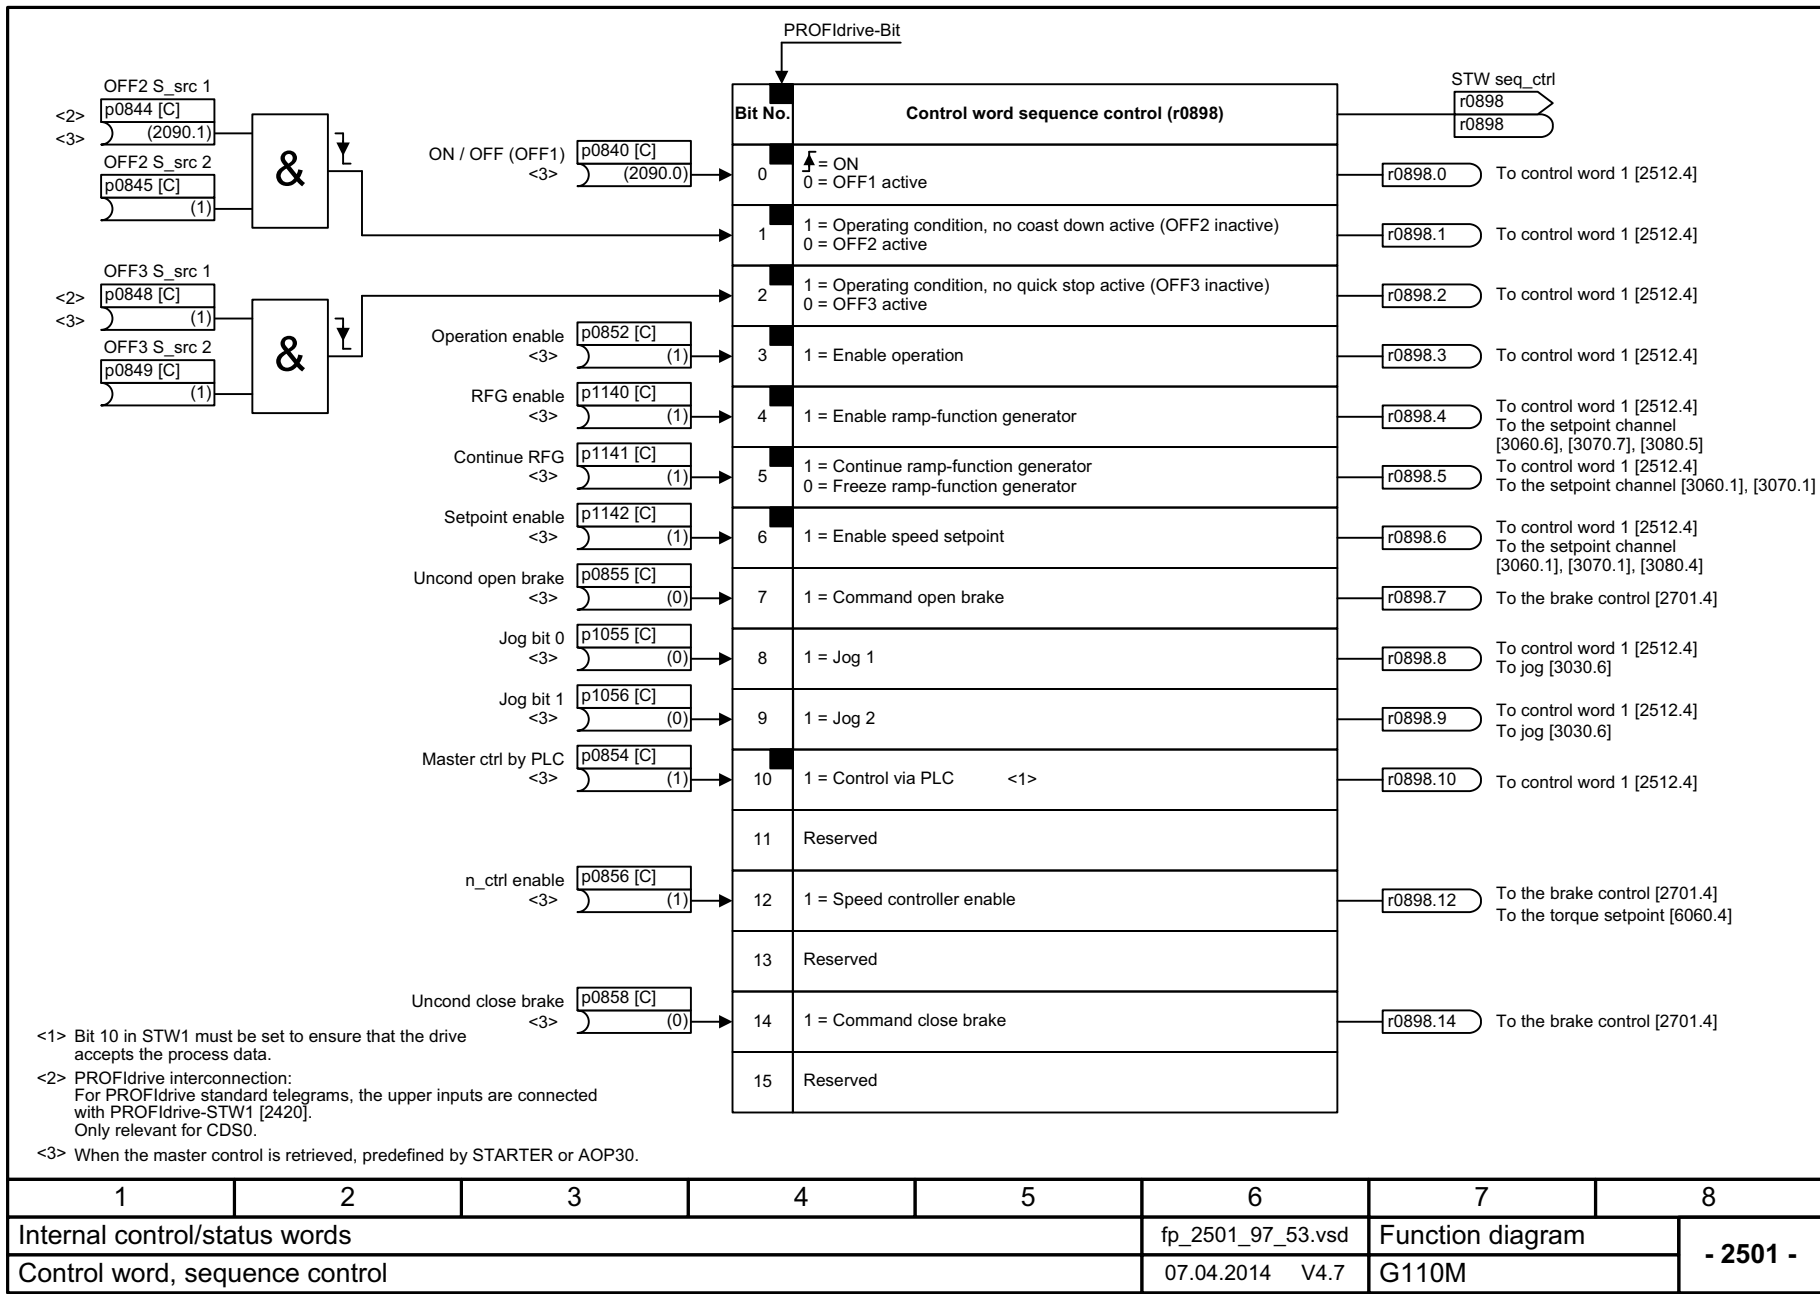 PROFIdrive-Bit
OFF2 S_src 1
<2>
<3>
p0844 [C]
(2090.1)
OFF2 S_src 2
p0845 [C]
(1)
&
OFF3 S_src 1
<2>
<3>
p0848 [C]
(1)
OFF3 S_src 2
p0849 [C]
(1)
&
Bit No. Control word sequence control (r0898)
STW seq_ctrl
r0898
r0898
ON / OFF (OFF1)
<3>
p0840 [C]
(2090.0)
0
= ON
0 = OFF1 active
r0898.0
To control word 1 [2512.4]
1
1 = Operating condition, no coast down active (OFF2 inactive)
0 = OFF2 active
r0898.1
To control word 1 [2512.4]
2
1 = Operating condition, no quick stop active (OFF3 inactive)
0 = OFF3 active
r0898.2
To control word 1 [2512.4]
Operation enable
<3>
p0852 [C]
(1)
3
1 = Enable operation
r0898.3
To control word 1 [2512.4]
RFG enable
<3>
p1140 [C]
(1)
4
1 = Enable ramp-function generator
r0898.4
To control word 1 [2512.4]
To the setpoint channel
[3060.6], [3070.7], [3080.5]
Continue RFG
<3>
p1141 [C]
(1)
5
1 = Continue ramp-function generator
0 = Freeze ramp-function generator
r0898.5
To control word 1 [2512.4]
To the setpoint channel [3060.1], [3070.1]
Setpoint enable
<3>
p1142 [C]
(1)
6
1 = Enable speed setpoint
r0898.6
To control word 1 [2512.4]
To the setpoint channel
[3060.1], [3070.1], [3080.4]
Uncond open brake
<3>
p0855 [C]
(0)
7
1 = Command open brake
r0898.7
To the brake control [2701.4]
Jog bit 0
<3>
p1055 [C]
(0)
8
1 = Jog 1
r0898.8
To control word 1 [2512.4]
To jog [3030.6]
Jog bit 1
<3>
p1056 [C]
(0)
9
1 = Jog 2
r0898.9
To control word 1 [2512.4]
To jog [3030.6]
Master ctrl by PLC
<3>
p0854 [C]
(1)
10
1 = Control via PLC <1>
r0898.10
To control word 1 [2512.4]
11
Reserved
n_ctrl enable
<3>
p0856 [C]
(1)
12
1 = Speed controller enable
r0898.12
To the brake control [2701.4]
To the torque setpoint [6060.4]
13
Reserved
Uncond close brake
<3>
p0858 [C]
(0)
14
1 = Command close brake
r0898.14
To the brake control [2701.4]
15
Reserved
<1> Bit 10 in STW1 must be set to ensure that the drive
accepts the process data.
<2> PROFIdrive interconnection:
For PROFIdrive standard telegrams, the upper inputs are connected
with PROFIdrive-STW1 [2420].
Only relevant for CDS0.
<3> When the master control is retrieved, predefined by STARTER or AOP30.
1 2 3 4 5 6 7 8
Internal control/status words
fp_2501_97_53.vsd
Function diagram
- 2501 -
Control word, sequence control
07.04.2014 V4.7
G110M